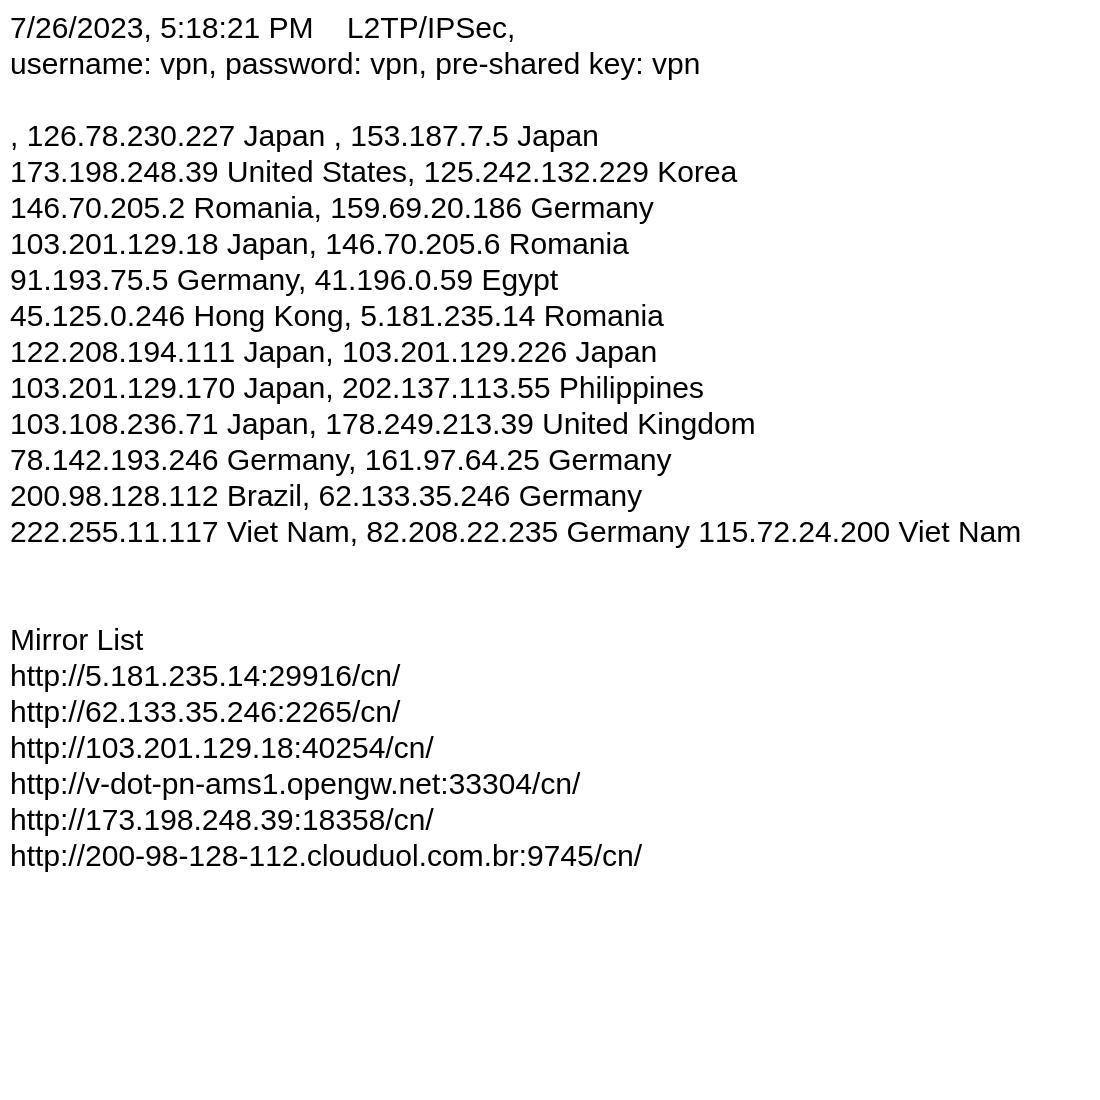 7/26/2023, 5:18:21 PM    L2TP/IPSec,
username: vpn, password: vpn, pre-shared key: vpn
, 126.78.230.227 Japan , 153.187.7.5 Japan
173.198.248.39 United States, 125.242.132.229 Korea
146.70.205.2 Romania, 159.69.20.186 Germany
103.201.129.18 Japan, 146.70.205.6 Romania
91.193.75.5 Germany, 41.196.0.59 Egypt
45.125.0.246 Hong Kong, 5.181.235.14 Romania
122.208.194.111 Japan, 103.201.129.226 Japan
103.201.129.170 Japan, 202.137.113.55 Philippines
103.108.236.71 Japan, 178.249.213.39 United Kingdom
78.142.193.246 Germany, 161.97.64.25 Germany
200.98.128.112 Brazil, 62.133.35.246 Germany
222.255.11.117 Viet Nam, 82.208.22.235 Germany 115.72.24.200 Viet Nam
Mirror List
http://5.181.235.14:29916/cn/
http://62.133.35.246:2265/cn/
http://103.201.129.18:40254/cn/
http://v-dot-pn-ams1.opengw.net:33304/cn/
http://173.198.248.39:18358/cn/
http://200-98-128-112.clouduol.com.br:9745/cn/